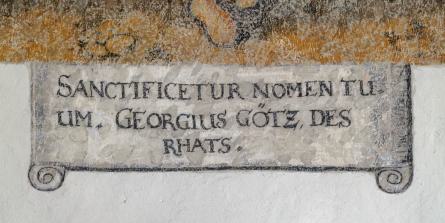 SANCTIFICETUR NOMEN TU-
UM. GEORGIUS GÖTZ, DES
RHATS.